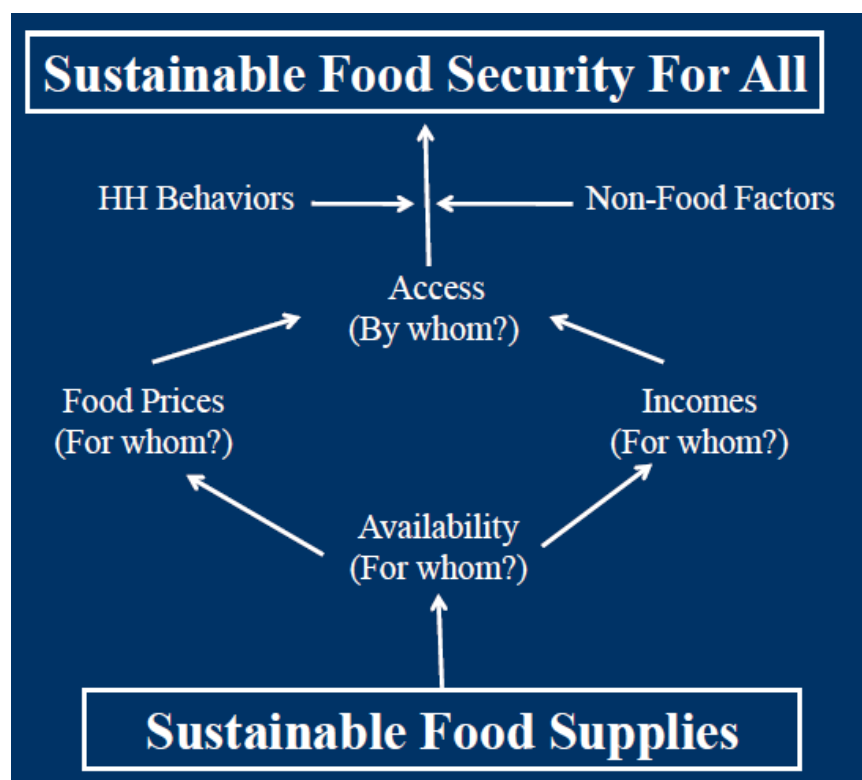 Sustainable Food Security For All
HH Behaviors
Non-Food Factors
Access
(By whom?)
Food Prices
(For whom?)
Incomes
(For whom?)
Availability
(For whom?)
Sustainable Food Supplies